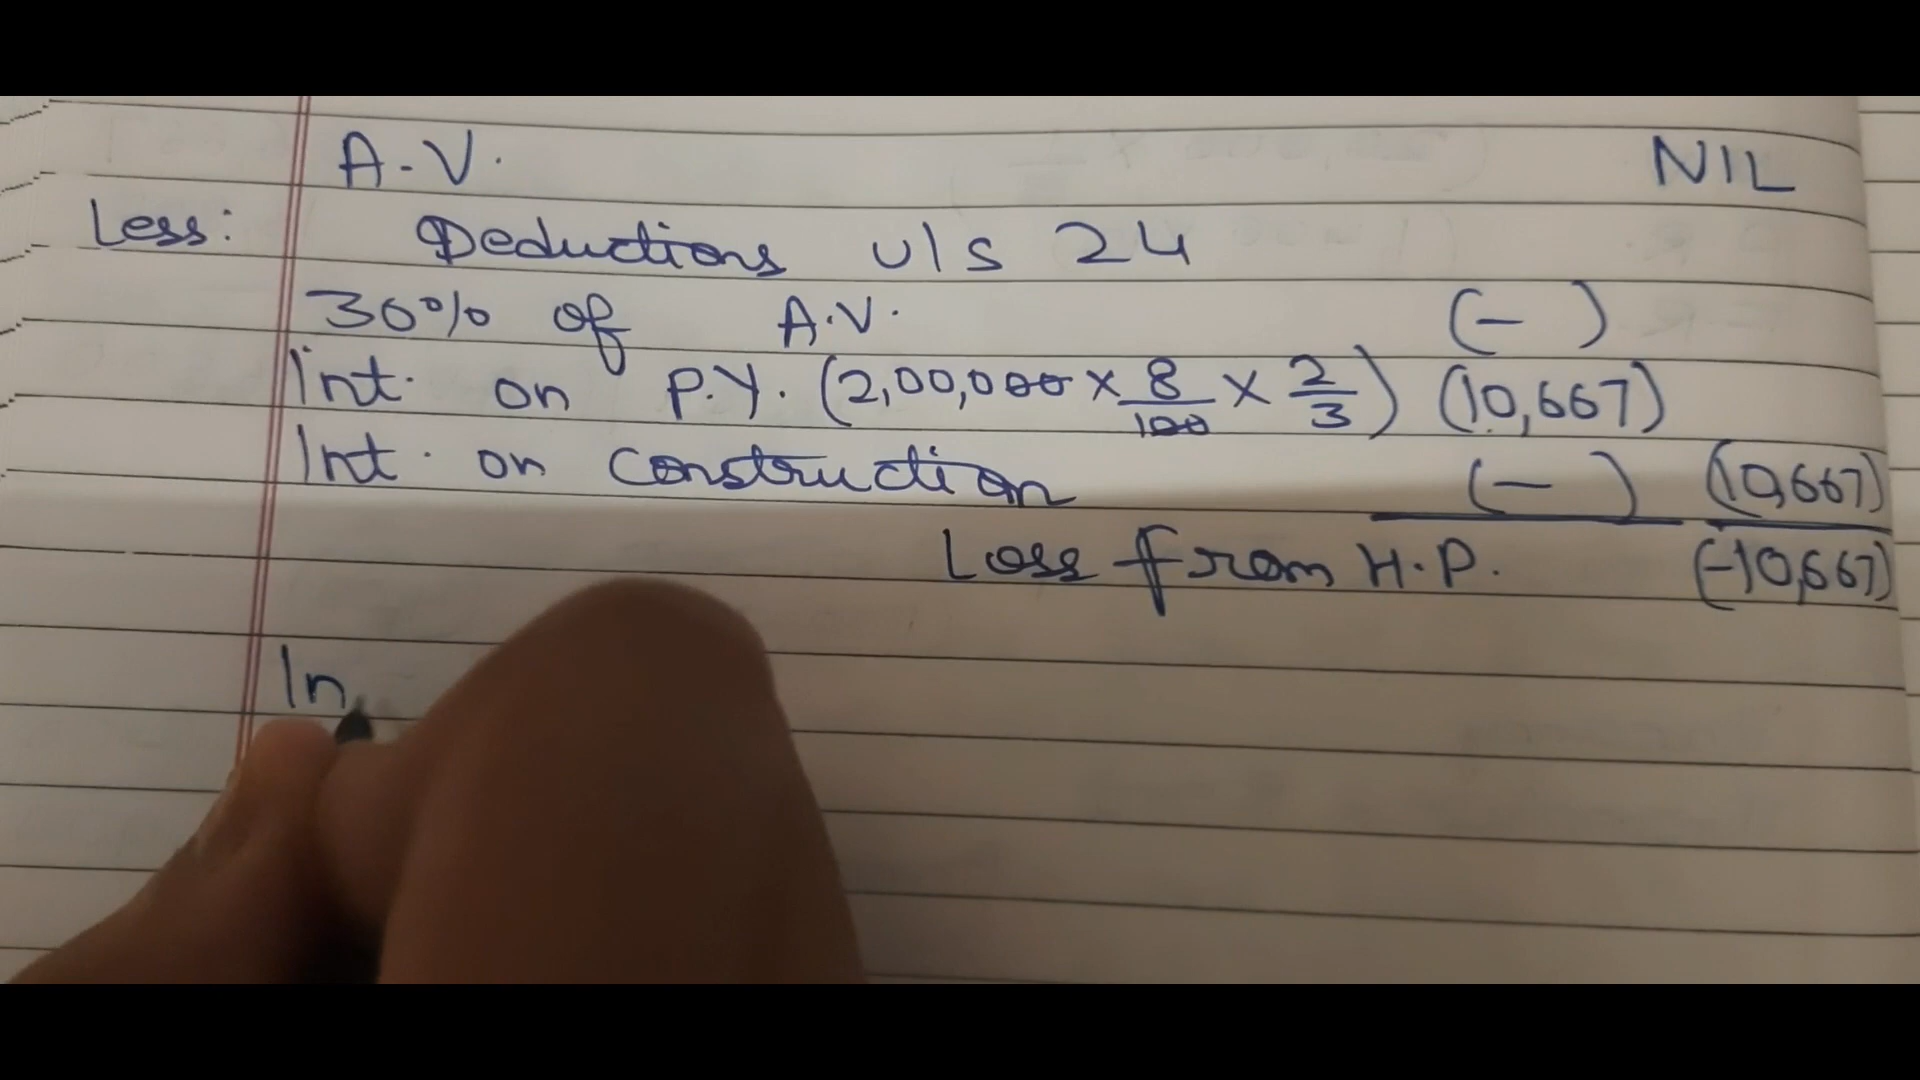 A.V. NIL
Less: Deductions u/s 24
30% of A.V. (-)
Int. on P.Y. (2,00,000 × 8/100 × 2/3) (10,667)
Int. on construction (-) (10,667)
Loss from H.P. (-10,667)
In